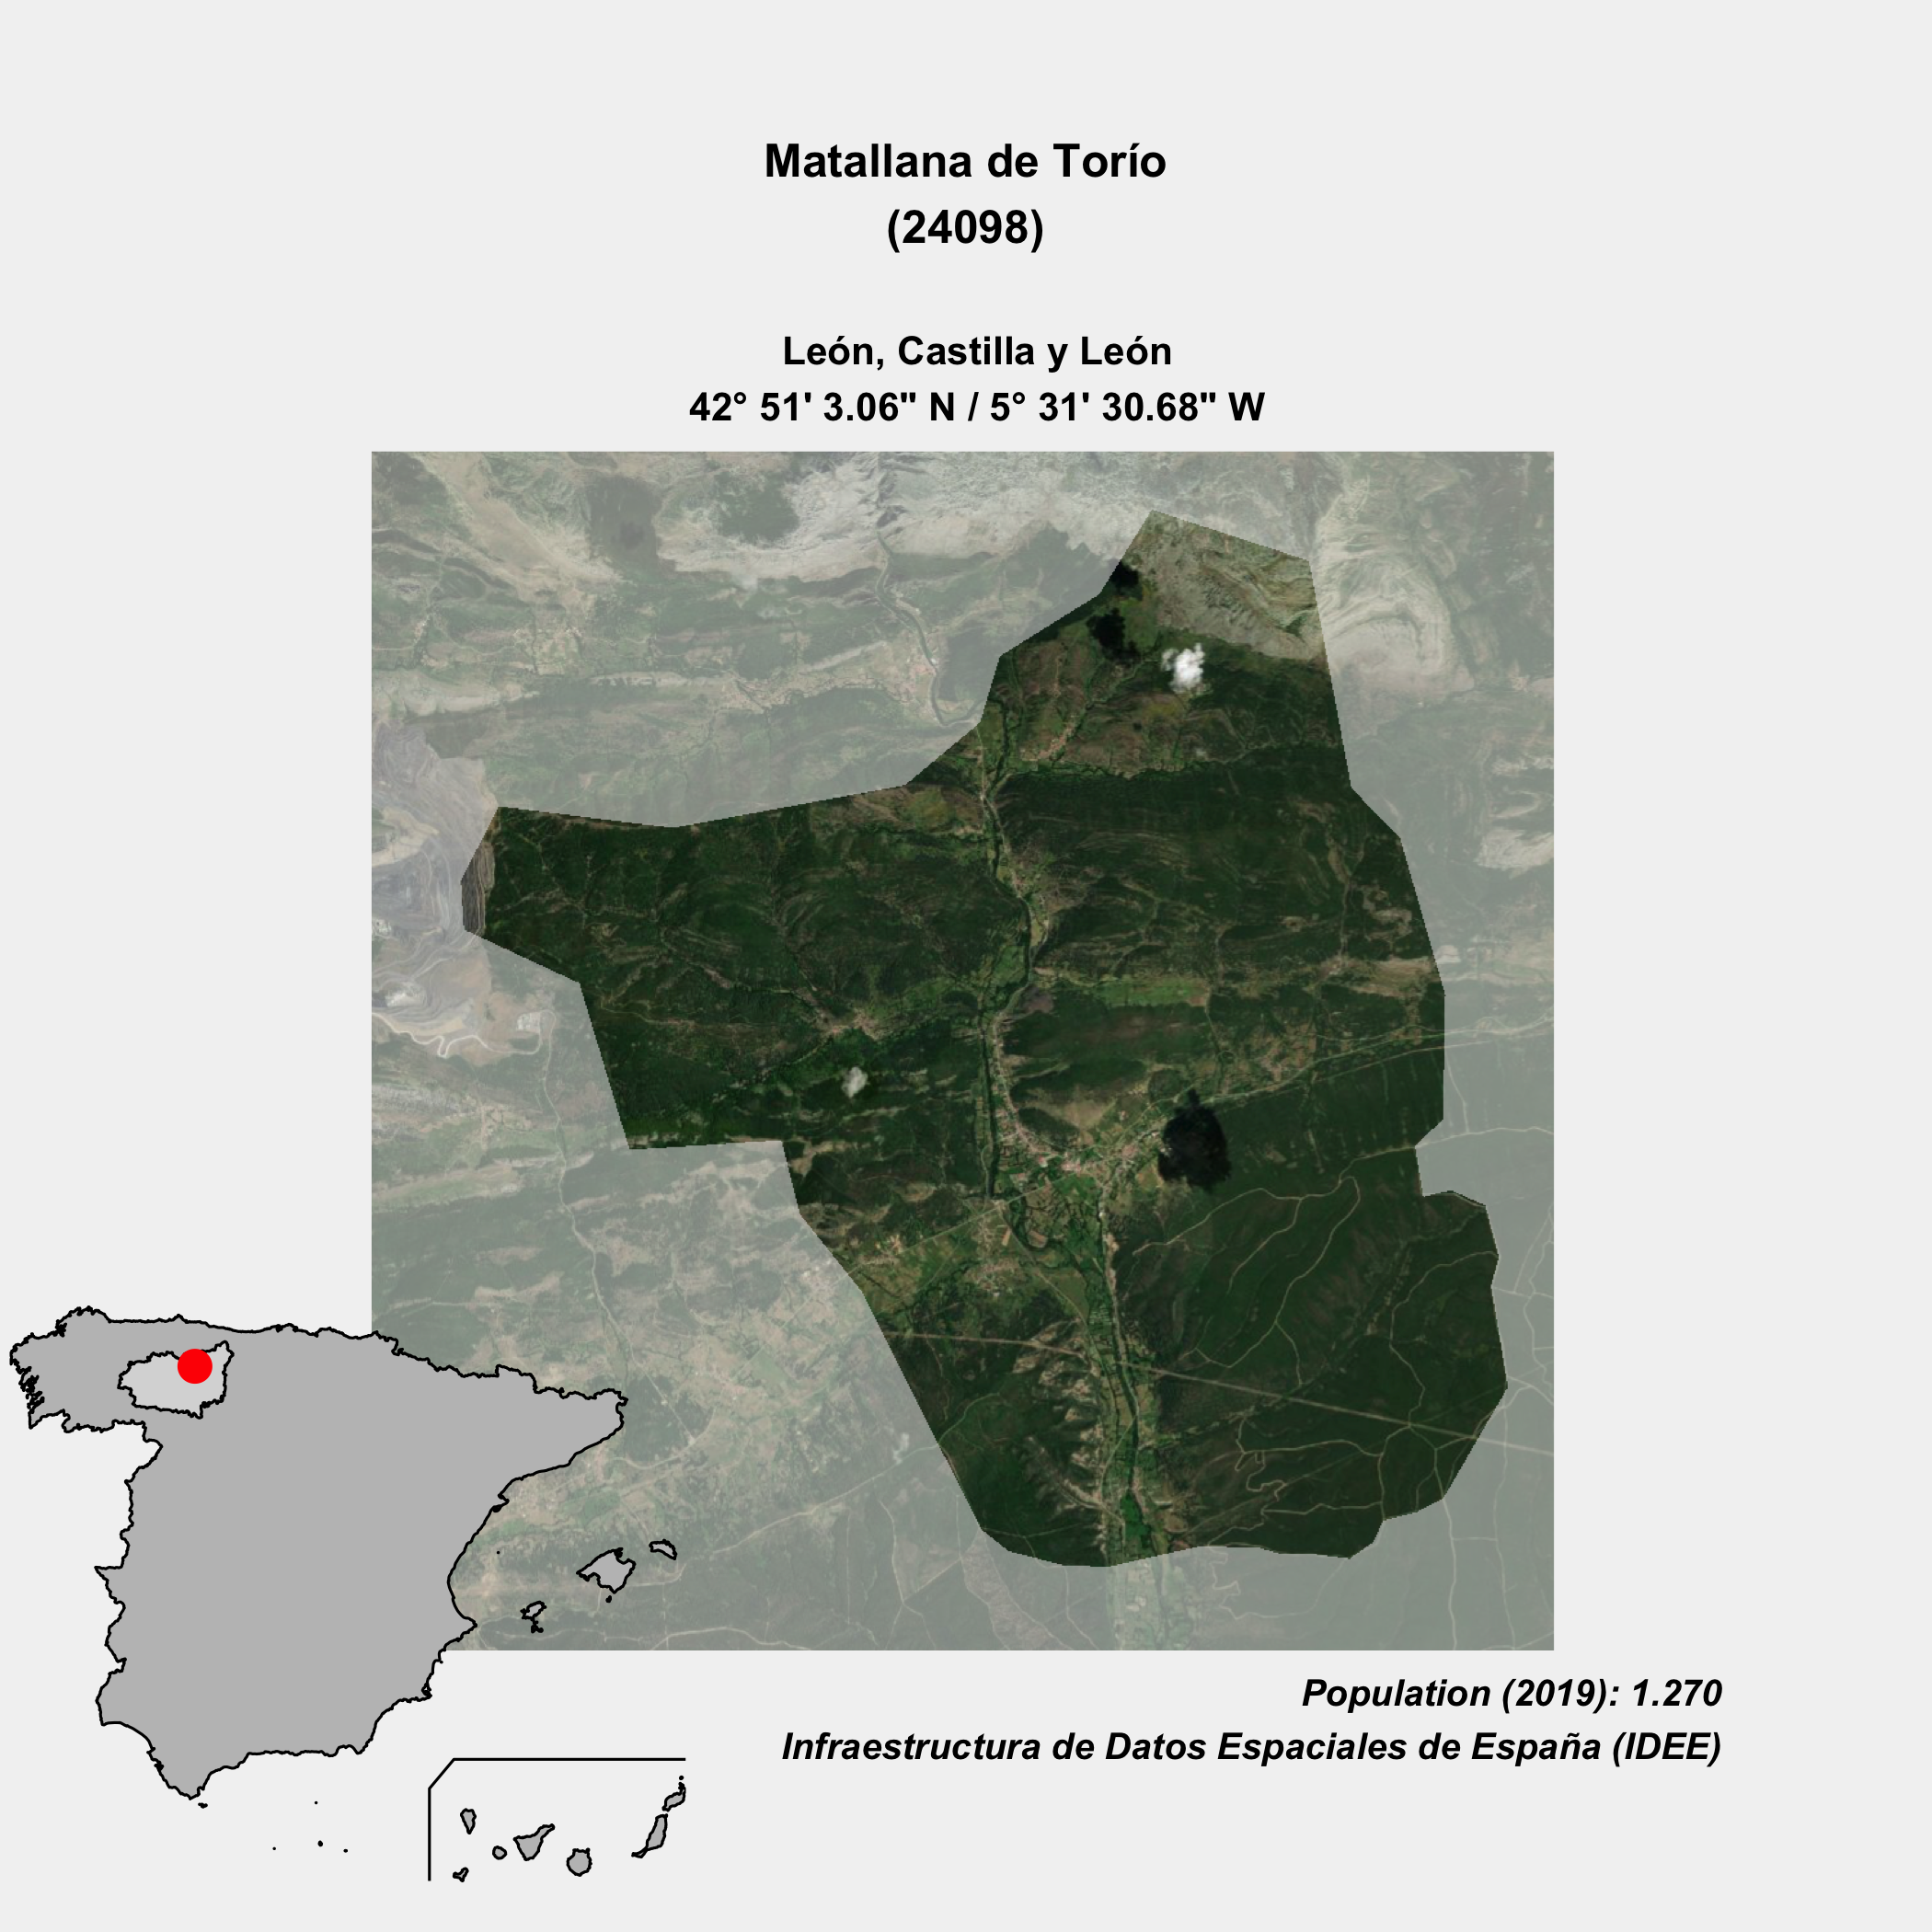 Matallana de Torío
(24098)
León, Castilla y León
42° 51' 3.06" N / 5° 31' 30.68" W
Population (2019): 1.270
Infraestructura de Datos Espaciales de España (IDEE)